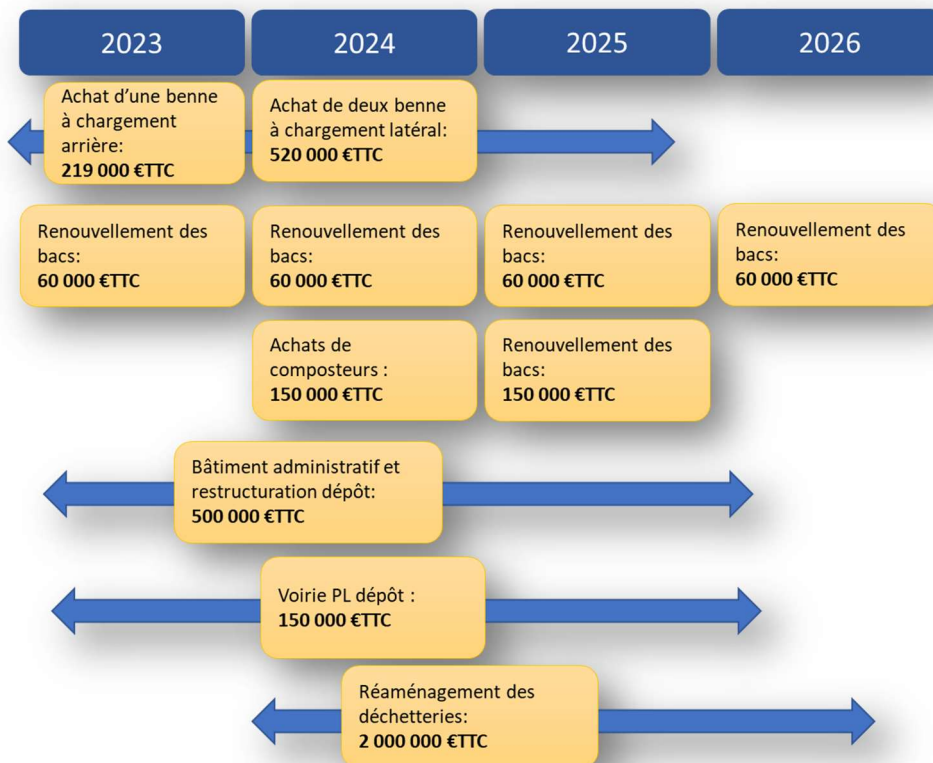 2023
2024
2025
2026
Achat d'une benne
à chargement
arrière:
219 000 €TTC
Achat de deux benne
à chargement latéral:
520 000 €TTC
Renouvellement des
bacs:
60 000 €TTC
Renouvellement des
bacs:
60 000 €TTC
Renouvellement des
bacs:
60 000 €TTC
Renouvellement des
bacs:
60 000 €TTC
Achats de
composteurs :
150 000 €TTC
Renouvellement des
bacs:
150 000 €TTC
Bâtiment administratif et
restructuration dépôt:
500 000 €TTC
Voirie PL dépôt :
150 000 €TTC
Réaménagement des
déchetteries:
2 000 000 €TTC